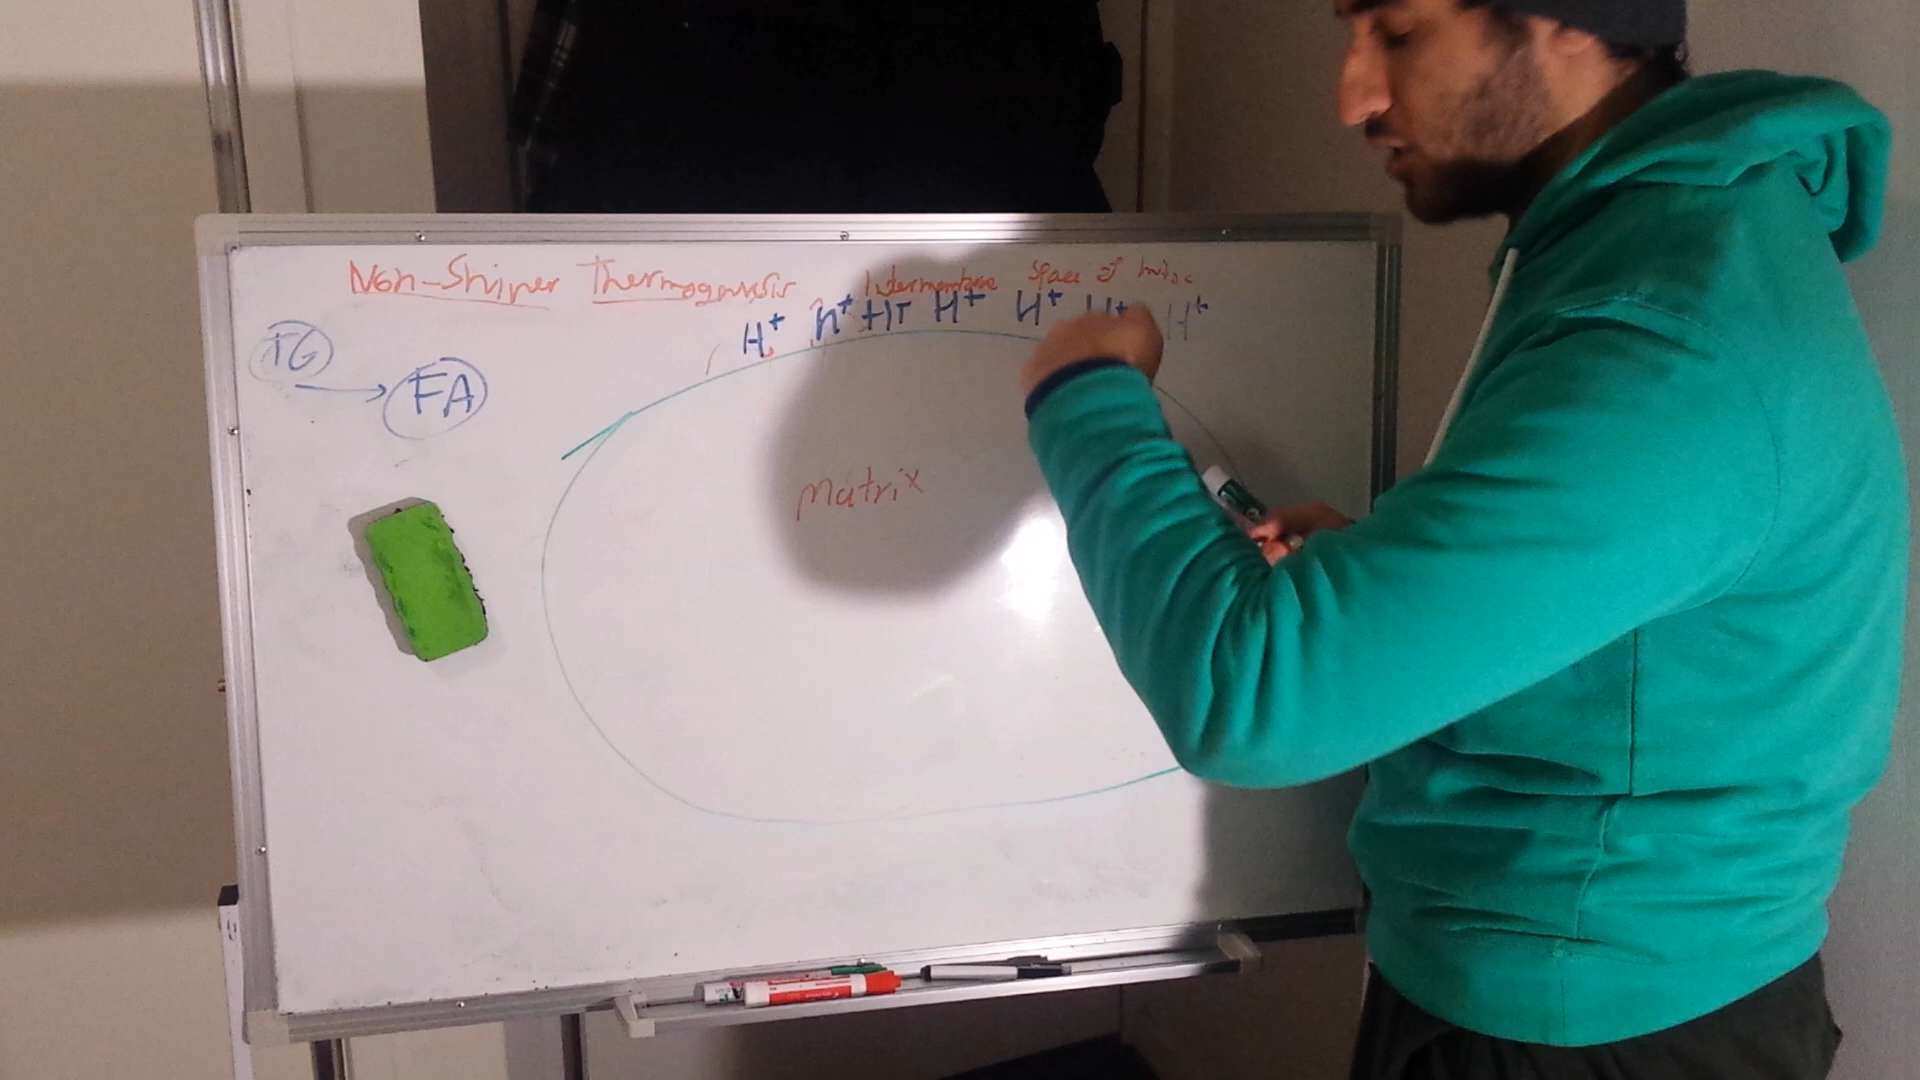 Non-Shiver Thermogenesis
Intermembrane Space of mito
H+ H+ H+ H+ H+ H+ H+
TG
FA
Matrix